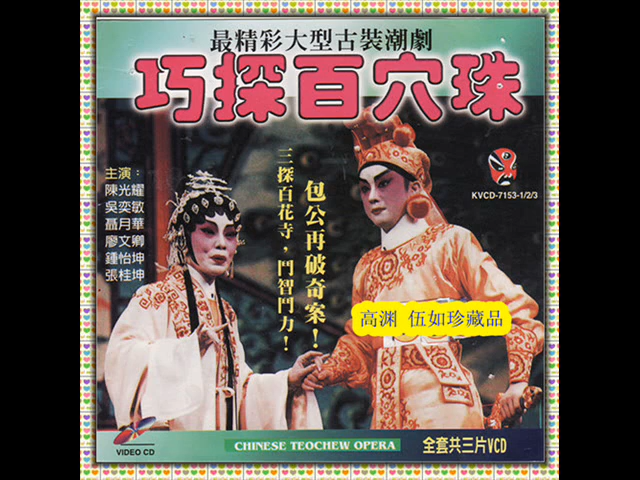 最精彩大型古裝潮劇
巧探百穴珠
主演：
陳光耀
吳奕敏
聶月華
廖文卿
鍾怡坤
張桂坤
包公再破奇案！
三探百花寺，鬥智鬥力！
KVCD-7153-1/2/3
高渊 伍如珍藏品
VIDEO CD
CHINESE TEOCHEW OPERA
全套共三片VCD